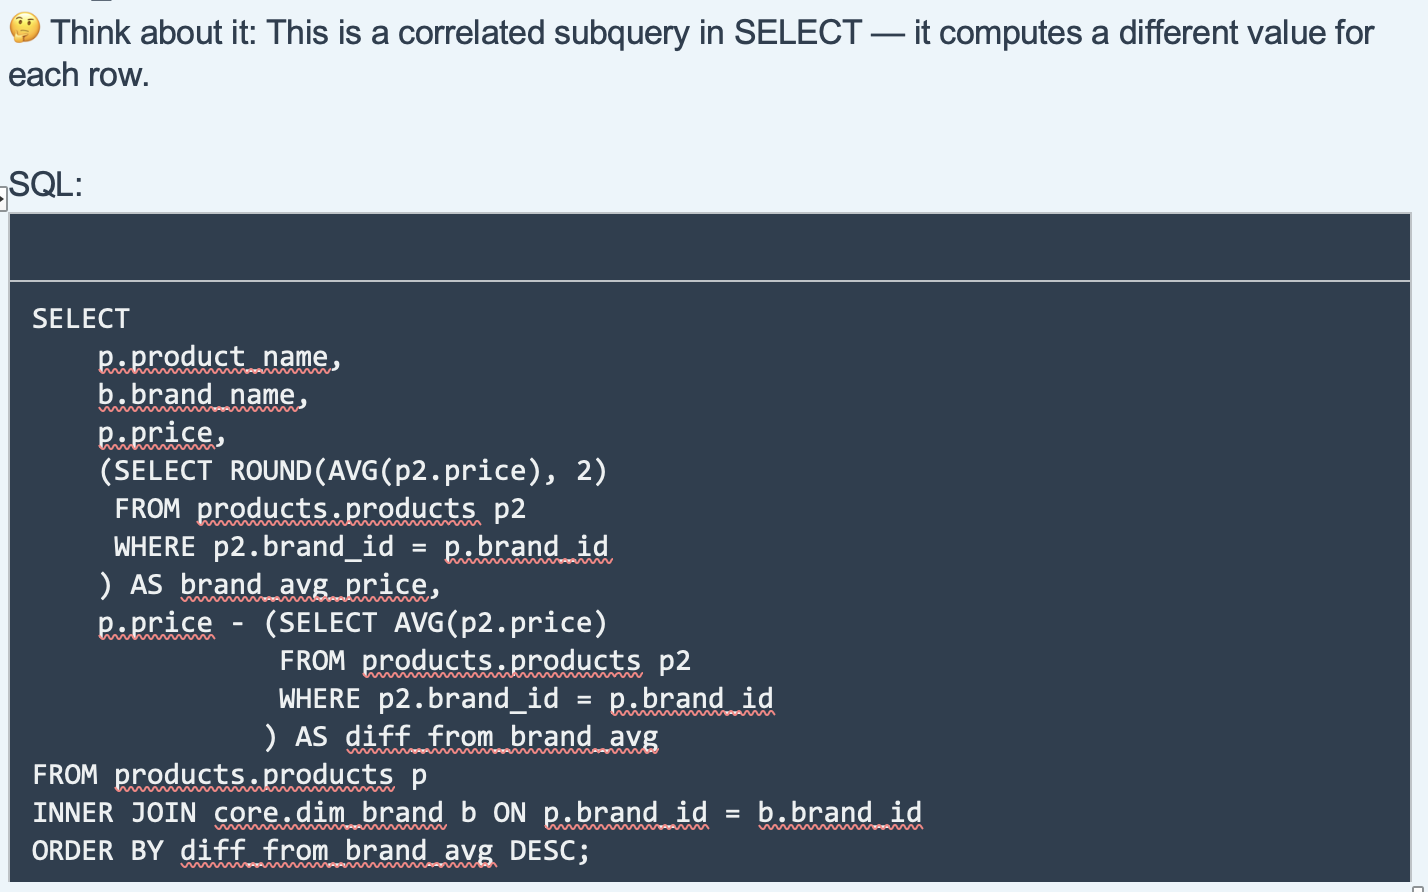 🤔 Think about it: This is a correlated subquery in SELECT — it computes a different value for
each row.
SQL:
SELECT
    p.product_name,
    b.brand_name,
    p.price,
    (SELECT ROUND(AVG(p2.price), 2)
     FROM products.products p2
     WHERE p2.brand_id = p.brand_id
    ) AS brand_avg_price,
    p.price - (SELECT AVG(p2.price)
               FROM products.products p2
               WHERE p2.brand_id = p.brand_id
              ) AS diff_from_brand_avg
FROM products.products p
INNER JOIN core.dim_brand b ON p.brand_id = b.brand_id
ORDER BY diff_from_brand_avg DESC;